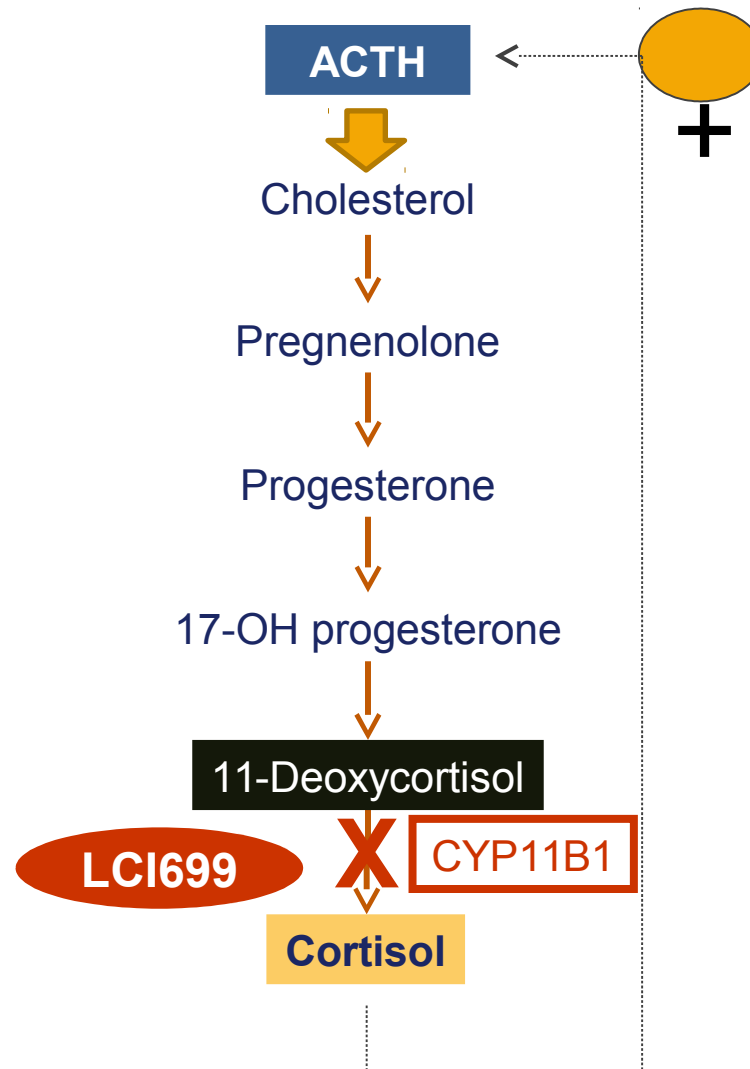 ACTH
+
Cholesterol
Pregnenolone
Progesterone
17-OH progesterone
11-Deoxycortisol
X
LCI699
CYP11B1
Cortisol